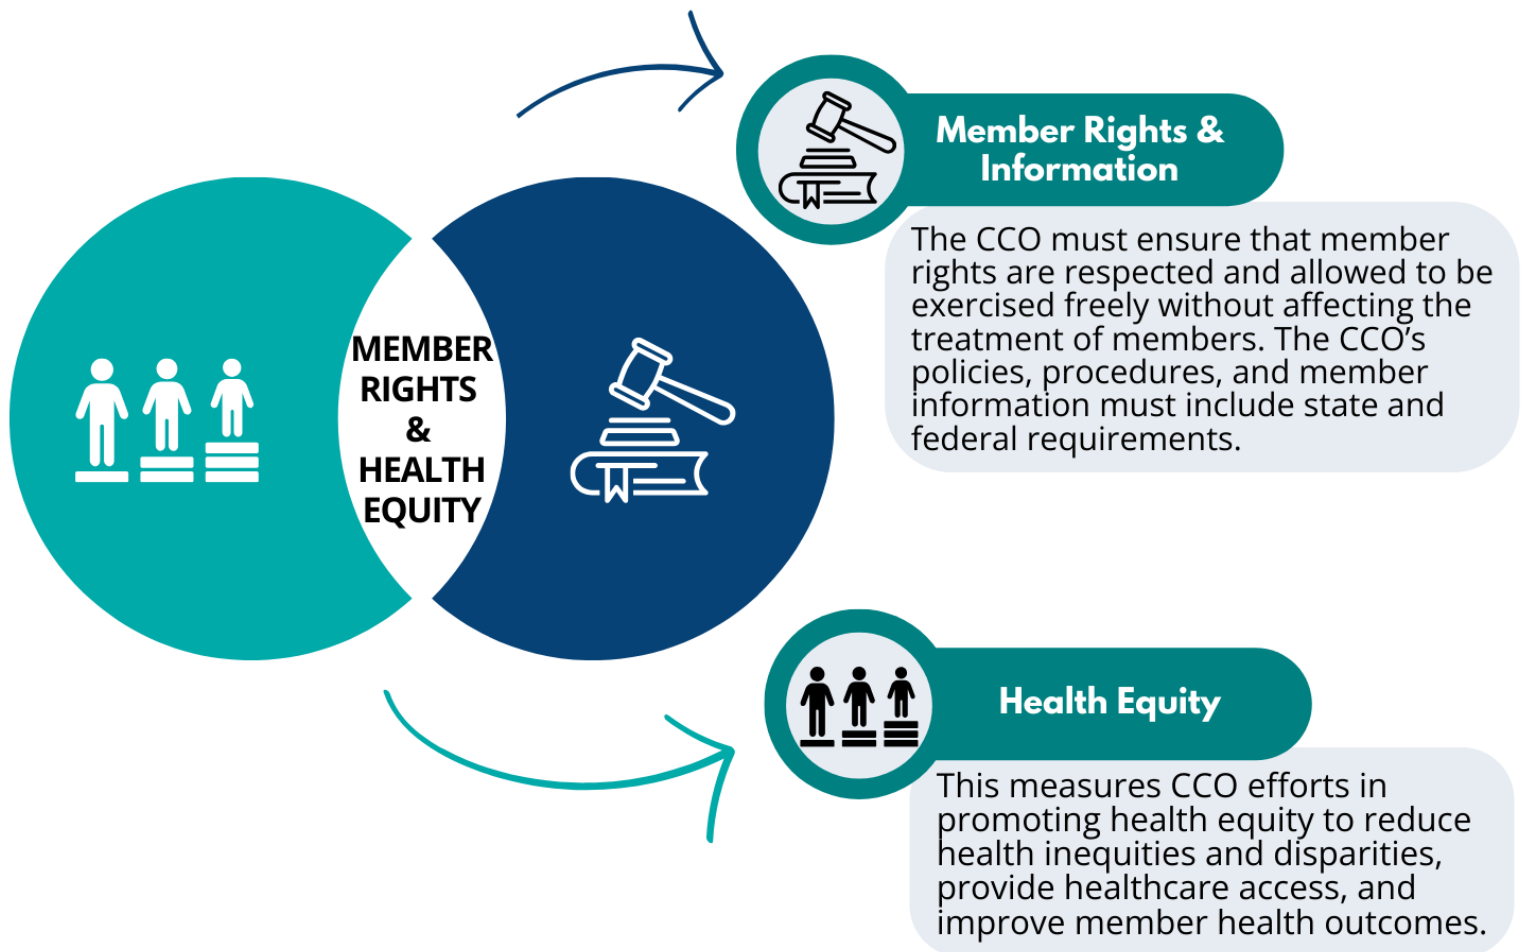 MEMBER
RIGHTS
&
HEALTH
EQUITY
Member Rights &
Information
The CCO must ensure that member
rights are respected and allowed to be
exercised freely without affecting the
treatment of members. The CCO’s
policies, procedures, and member
information must include state and
federal requirements.
Health Equity
This measures CCO efforts in
promoting health equity to reduce
health inequities and disparities,
provide healthcare access, and
improve member health outcomes.